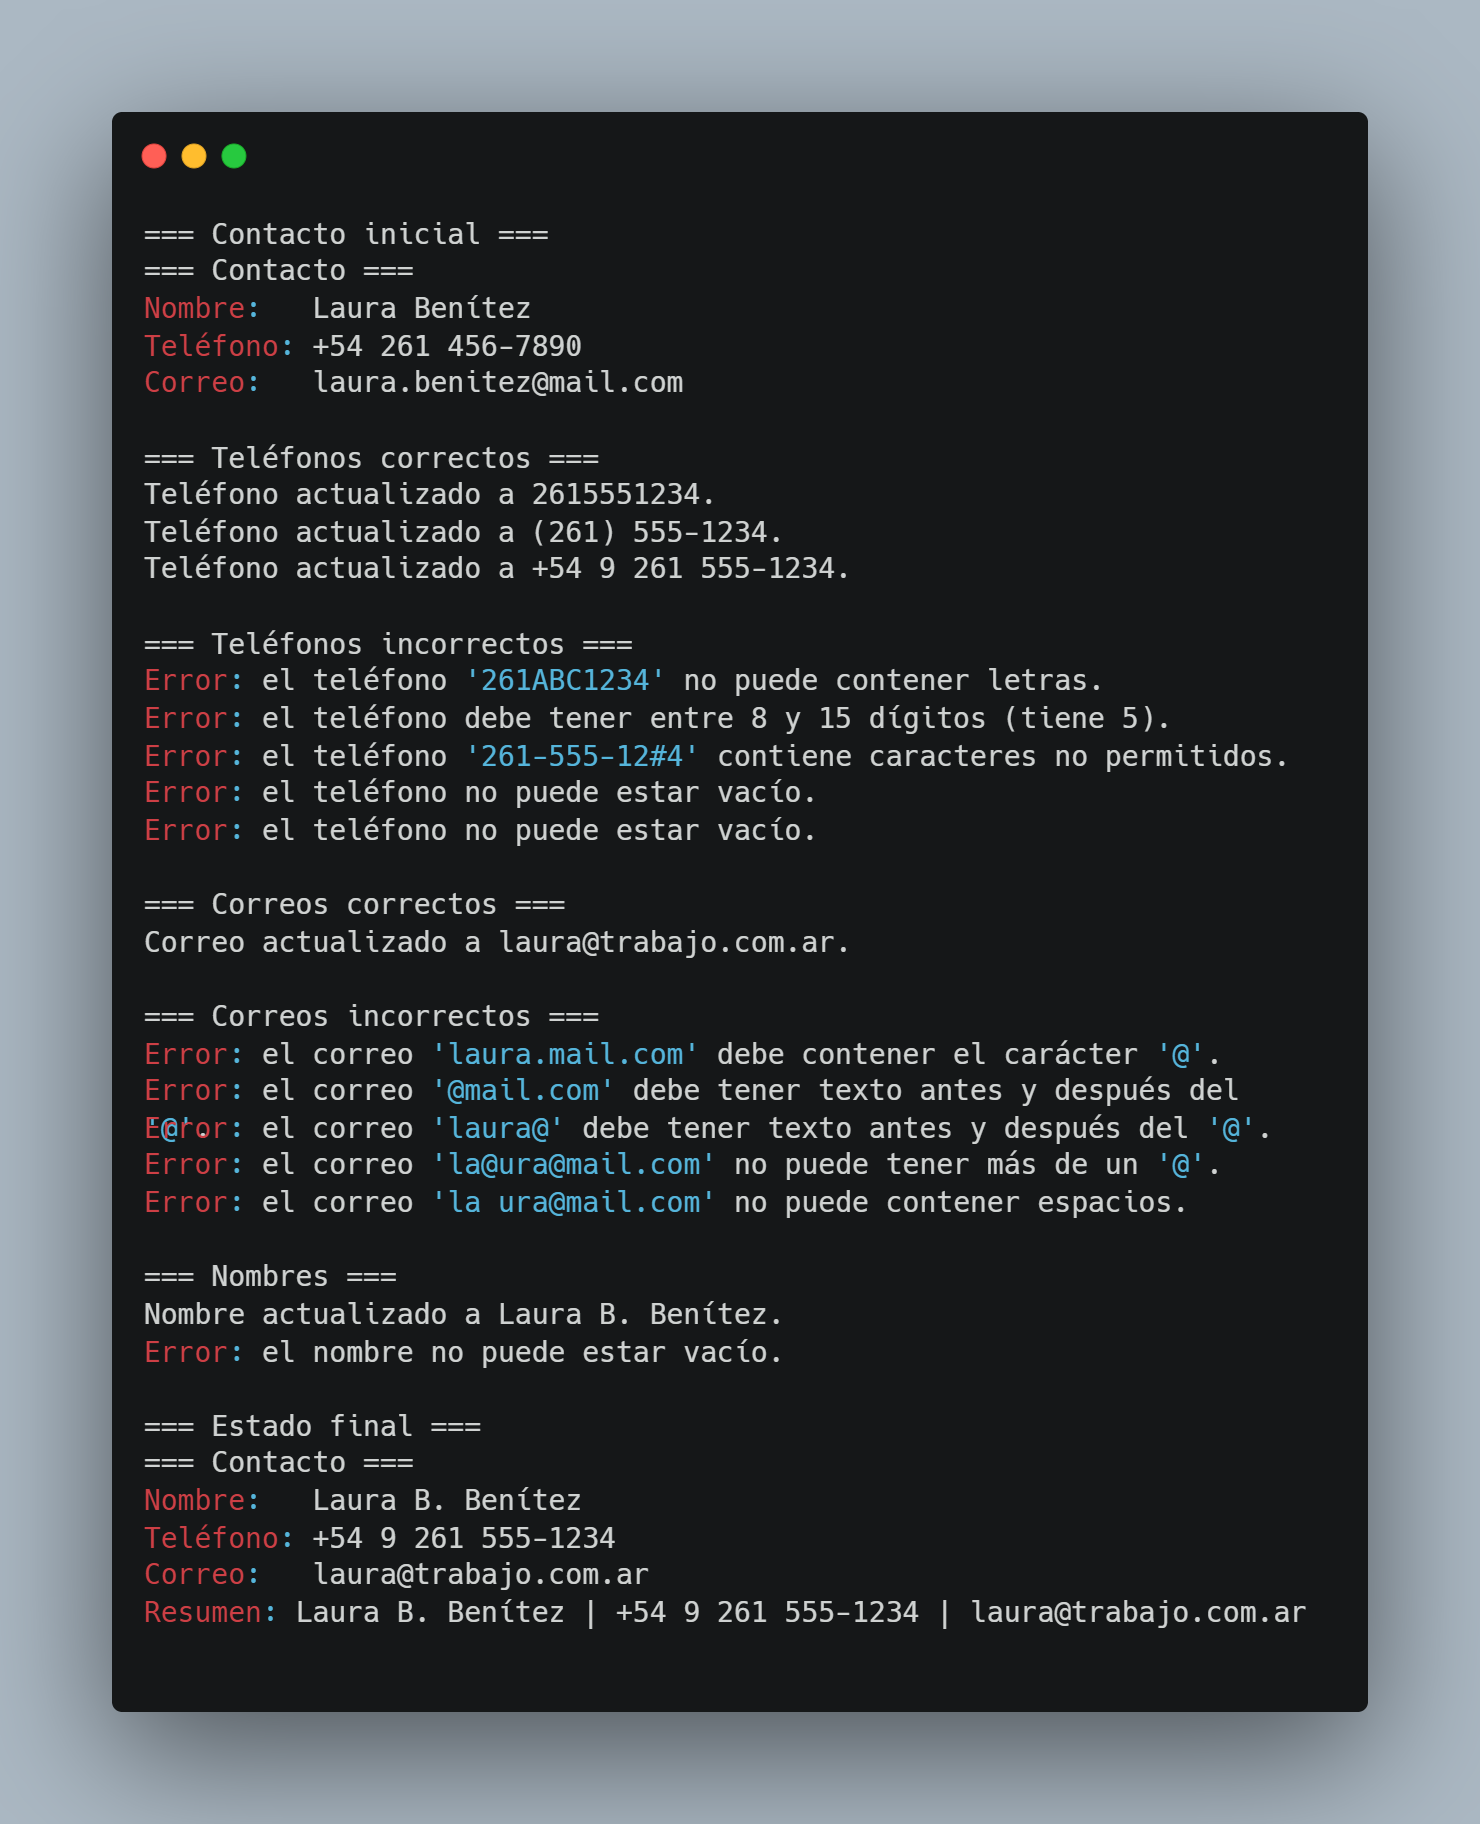 === Contacto inicial ===
=== Contacto ===
Nombre:   Laura Benítez
Teléfono: +54 261 456-7890
Correo:   laura.benitez@mail.com

=== Teléfonos correctos ===
Teléfono actualizado a 2615551234.
Teléfono actualizado a (261) 555-1234.
Teléfono actualizado a +54 9 261 555-1234.

=== Teléfonos incorrectos ===
Error: el teléfono '261ABC1234' no puede contener letras.
Error: el teléfono debe tener entre 8 y 15 dígitos (tiene 5).
Error: el teléfono '261-555-12#4' contiene caracteres no permitidos.
Error: el teléfono no puede estar vacío.
Error: el teléfono no puede estar vacío.

=== Correos correctos ===
Correo actualizado a laura@trabajo.com.ar.

=== Correos incorrectos ===
Error: el correo 'laura.mail.com' debe contener el carácter '@'.
Error: el correo '@mail.com' debe tener texto antes y después del
'@'.
Error: el correo 'laura@' debe tener texto antes y después del '@'.
Error: el correo 'la@ura@mail.com' no puede tener más de un '@'.
Error: el correo 'la ura@mail.com' no puede contener espacios.

=== Nombres ===
Nombre actualizado a Laura B. Benítez.
Error: el nombre no puede estar vacío.

=== Estado final ===
=== Contacto ===
Nombre:   Laura B. Benítez
Teléfono: +54 9 261 555-1234
Correo:   laura@trabajo.com.ar
Resumen: Laura B. Benítez | +54 9 261 555-1234 | laura@trabajo.com.ar